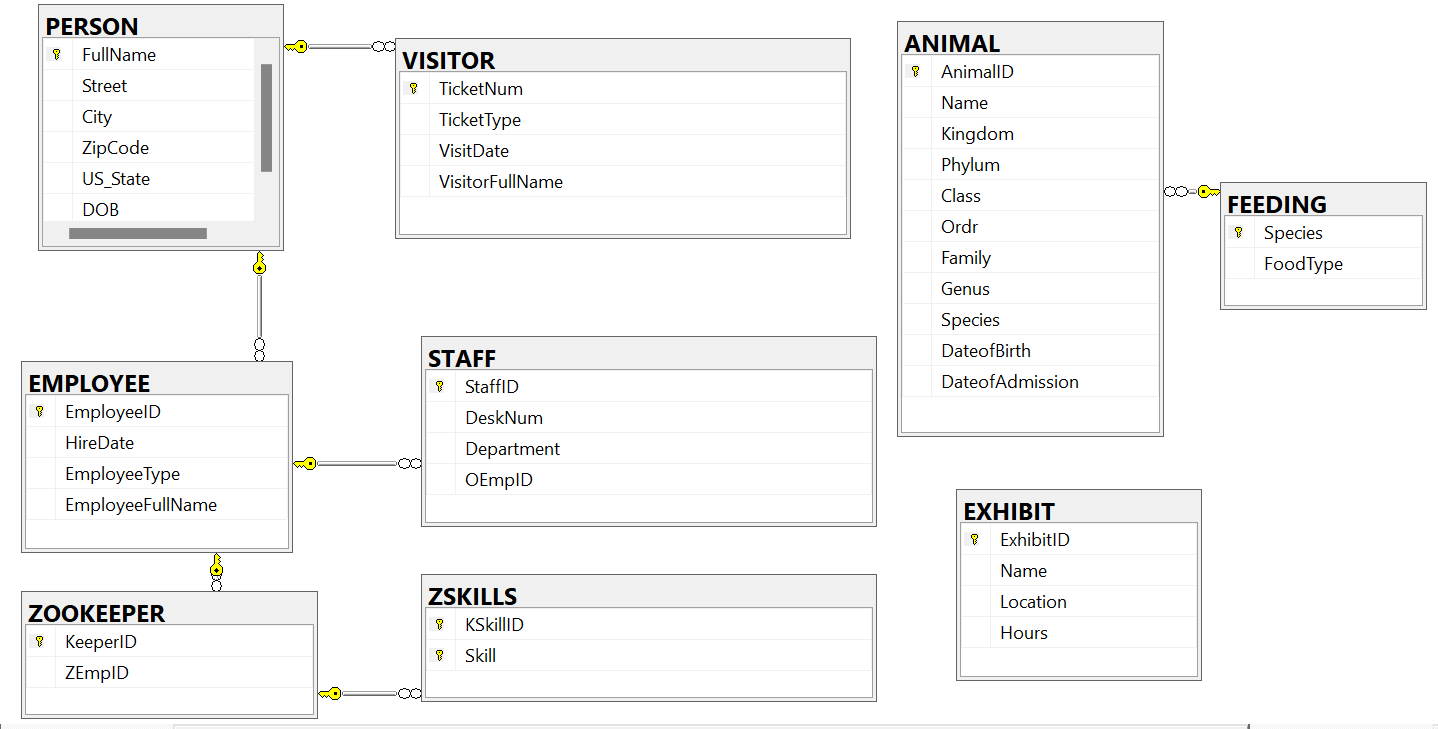 PERSON
FullName
Street
City
ZipCode
US_State
DOB
VISITOR
TicketNum
TicketType
VisitDate
VisitorFullName
ANIMAL
AnimalID
Name
Kingdom
Phylum
Class
Ordr
Family
Genus
Species
DateofBirth
DateofAdmission
FEEDING
Species
FoodType
EMPLOYEE
EmployeeID
HireDate
EmployeeType
EmployeeFullName
STAFF
StaffID
DeskNum
Department
OEmpID
ZOOKEEPER
KeeperID
ZEmpID
ZSKILLS
KSkillID
Skill
EXHIBIT
ExhibitID
Name
Location
Hours